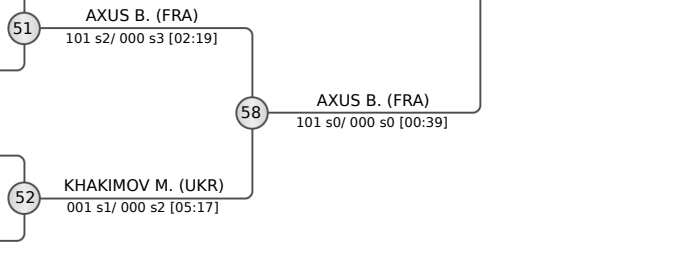 51
AXUS B. (FRA)
101 s2/ 000 s3 [02:19]
58
AXUS B. (FRA)
101 s0/ 000 s0 [00:39]
52
KHAKIMOV M. (UKR)
001 s1/ 000 s2 [05:17]